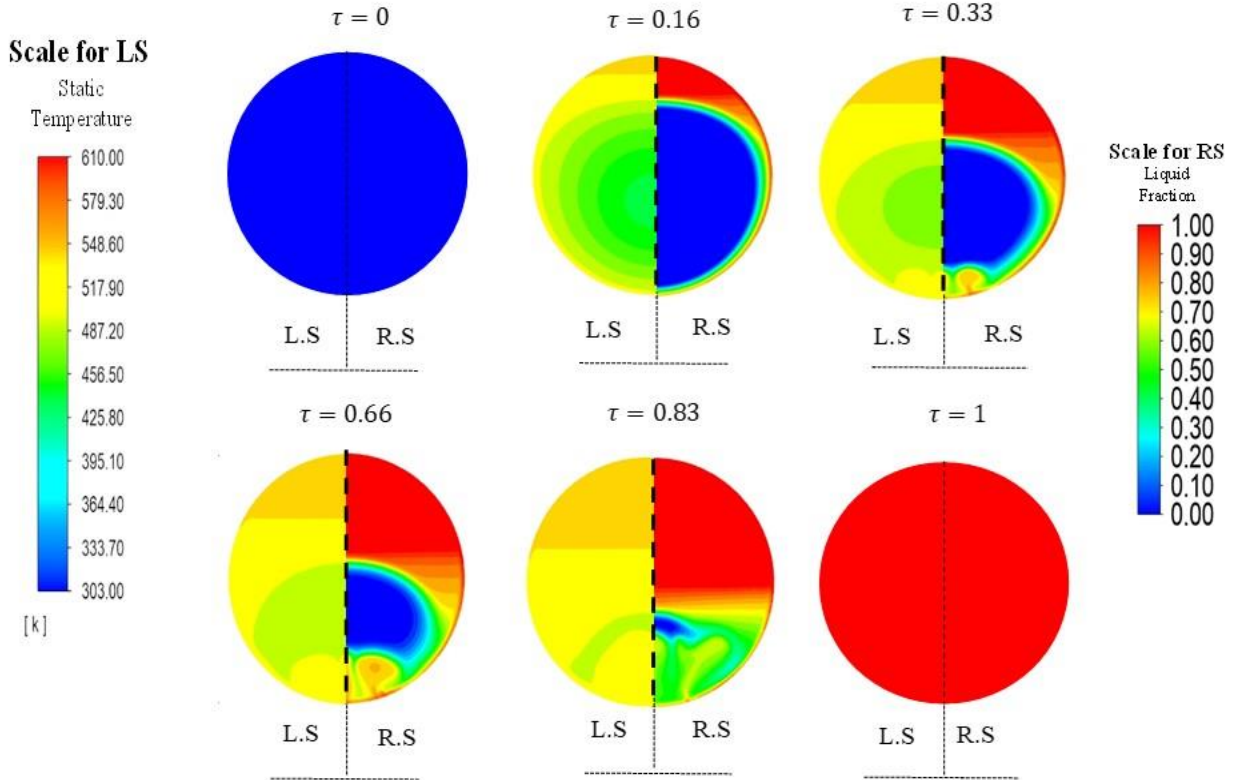 τ = 0
τ = 0.16
τ = 0.33
Scale for LS
Static
Temperature
610.00
579.30
548.60
517.90
487.20
456.50
425.80
395.10
364.40
333.70
303.00
[k]
L.S
R.S
L.S
R.S
L.S
R.S
Scale for RS
Liquid
Fraction
1.00
0.90
0.80
0.70
0.60
0.50
0.40
0.30
0.20
0.10
0.00
τ = 0.66
τ = 0.83
τ = 1
L.S
R.S
L.S
R.S
L.S
R.S